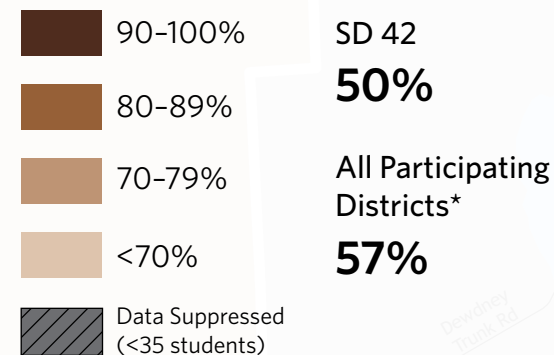 90–100%
80–89%
70–79%
<70%
Data Suppressed
(<35 students)
SD 42
50%
All Participating
Districts*
57%
Dewdney
Trunk Rd